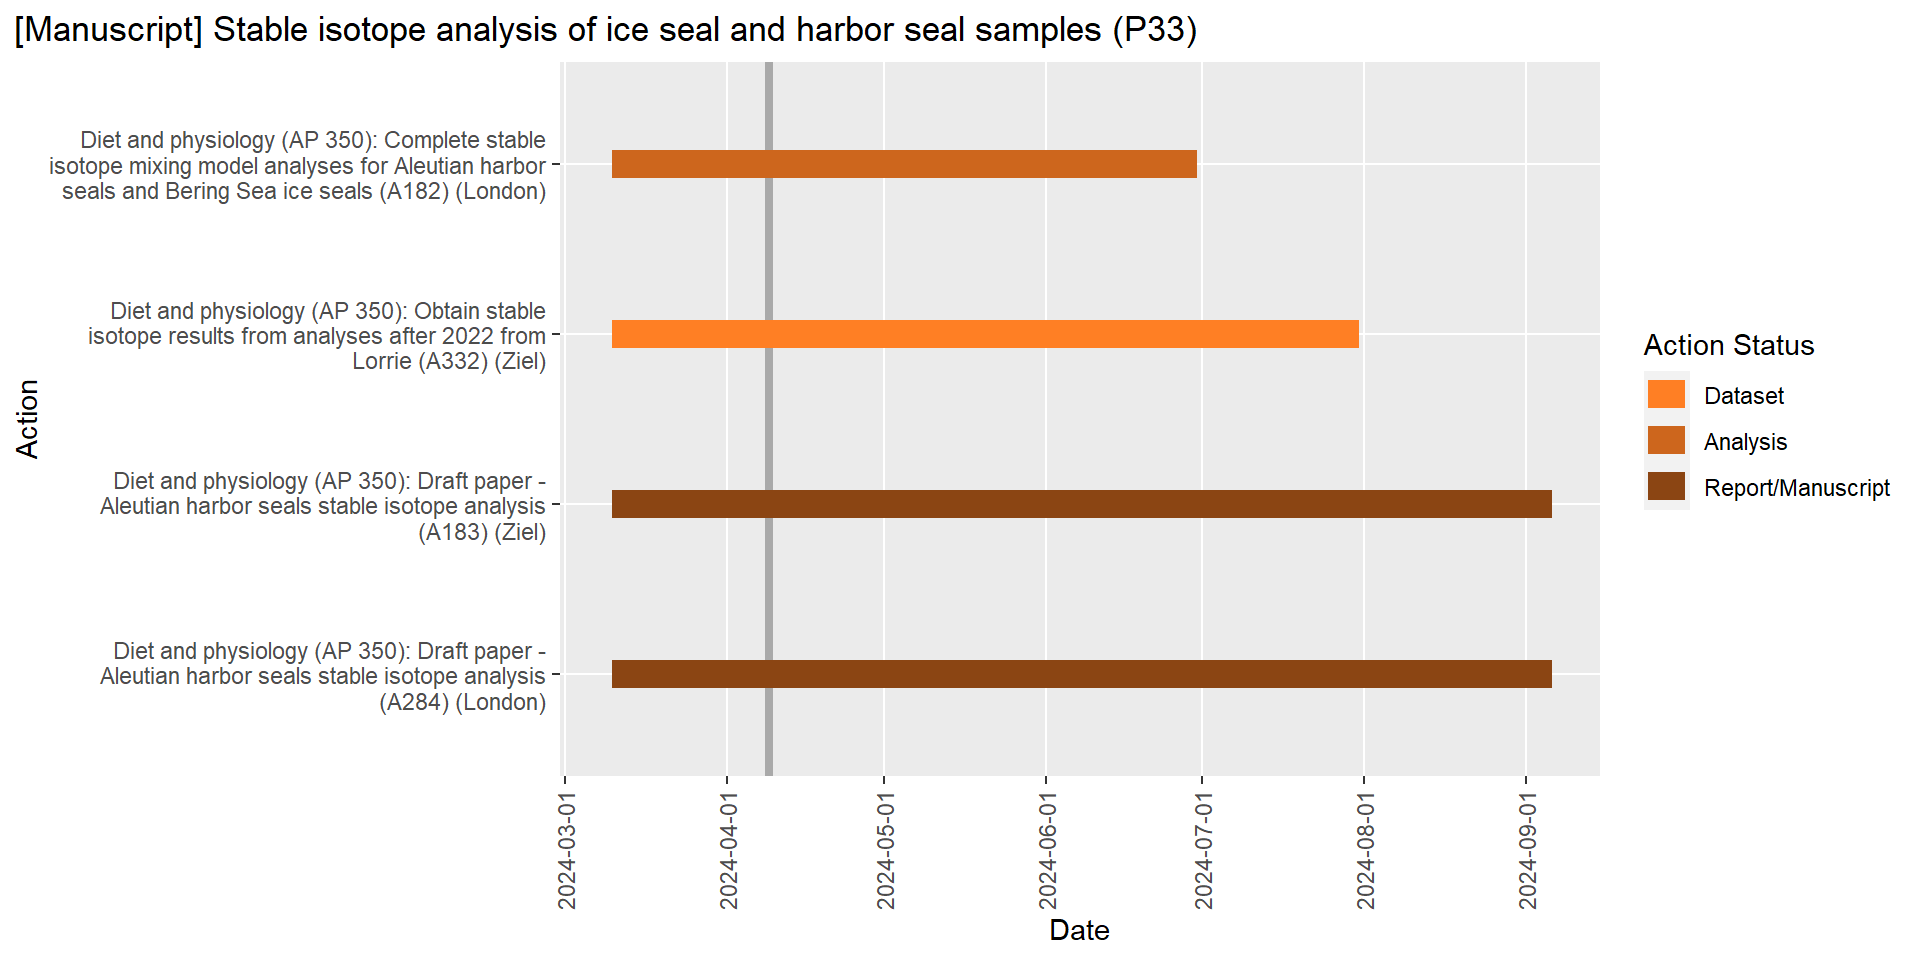 [Manuscript] Stable isotope analysis of ice seal and harbor seal samples (P33)
Diet and physiology (AP 350): Complete stable
isotope mixing model analyses for Aleutian harbor
seals and Bering Sea ice seals (A182) (London)
Diet and physiology (AP 350): Obtain stable
isotope results from analyses after 2022 from
Lorrie (A332) (Ziel)
Diet and physiology (AP 350): Draft paper -
Aleutian harbor seals stable isotope analysis
(A183) (Ziel)
Diet and physiology (AP 350): Draft paper -
Aleutian harbor seals stable isotope analysis
(A284) (London)
Action
2024-03-01
2024-04-01
2024-05-01
2024-06-01
2024-07-01
2024-08-01
2024-09-01
Date
Action Status
Dataset
Analysis
Report/Manuscript